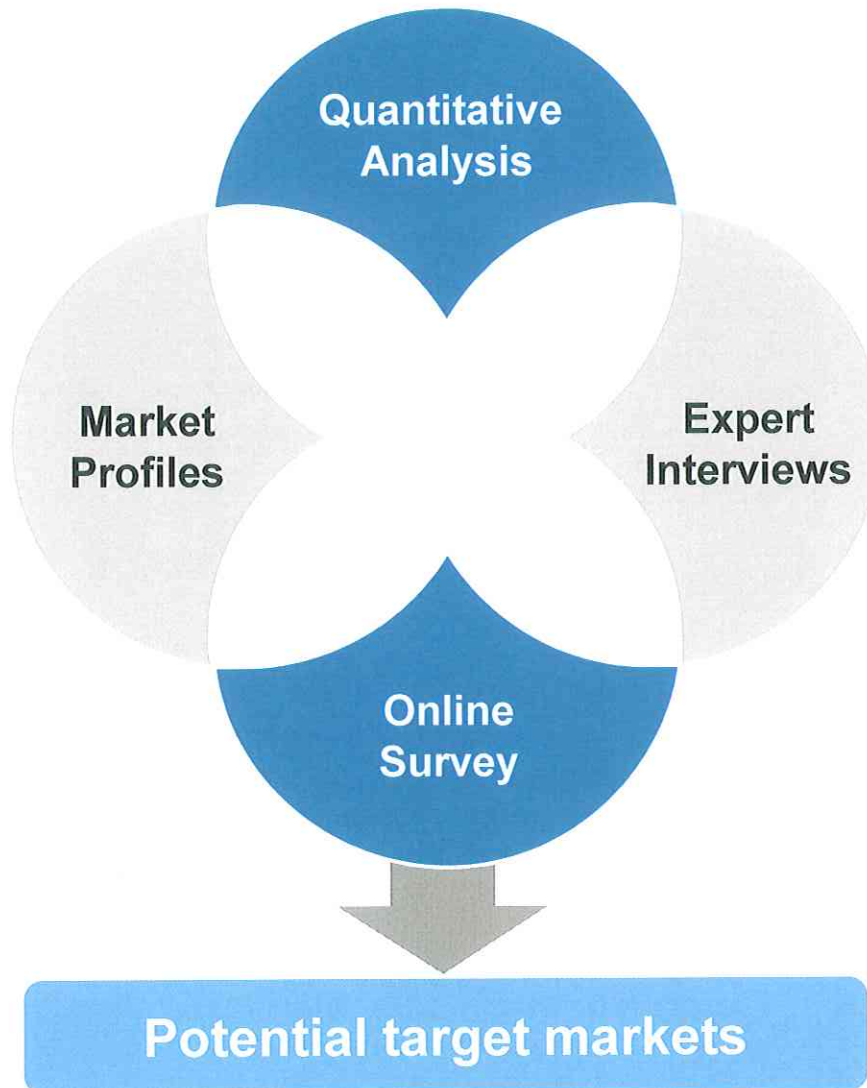 Quantitative
Analysis
Market
Profiles
Expert
Interviews
Online
Survey
Potential target markets